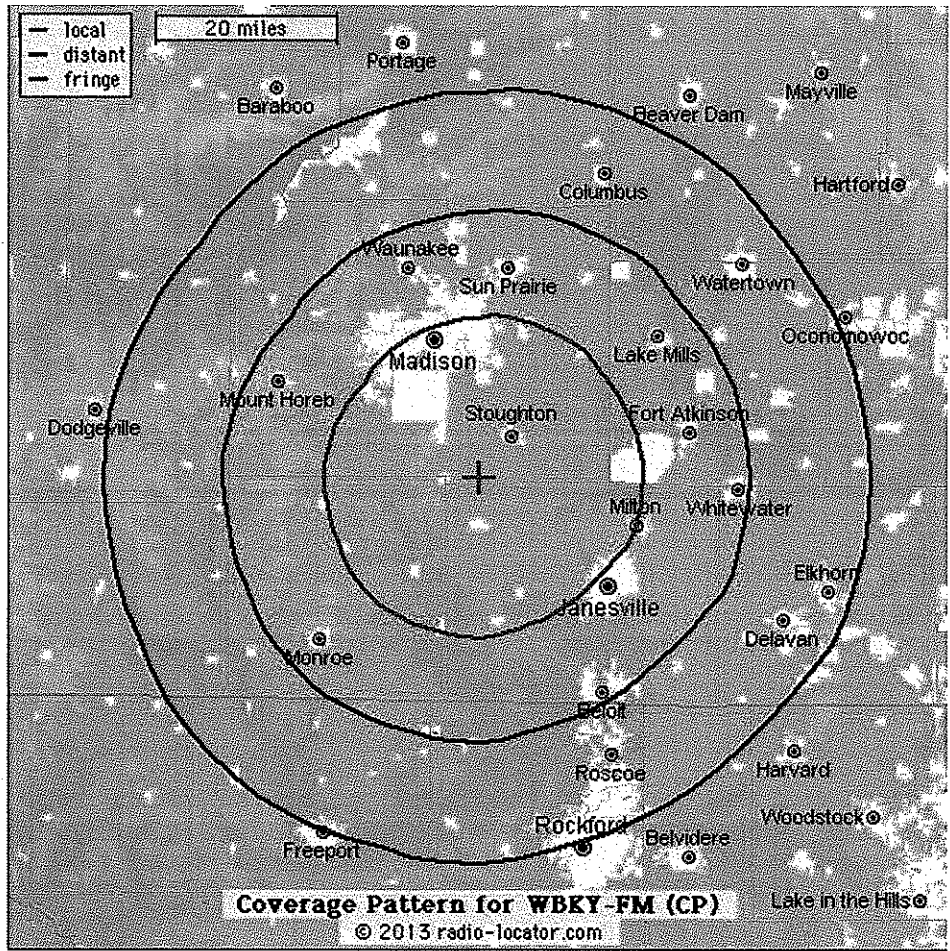 local
distant
fringe
20 miles
Portage
Baraboo
Mayville
Beaver Dam
Columbus
Hartford
Waunakee
Sun Prairie
Watertown
Oconomowoc
Madison
Lake Mills
Mount Horeb
Stoughton
Fort Atkinson
Dodgeville
Milton
Whitewater
Janesville
Elkhorn
Delavan
Monroe
Beloit
Roscoe
Harvard
Woodstock
Rockford
Freeport
Belvidere
Lake in the Hills
Coverage Pattern for WBKY-FM (CP)
© 2013 radio-locator.com